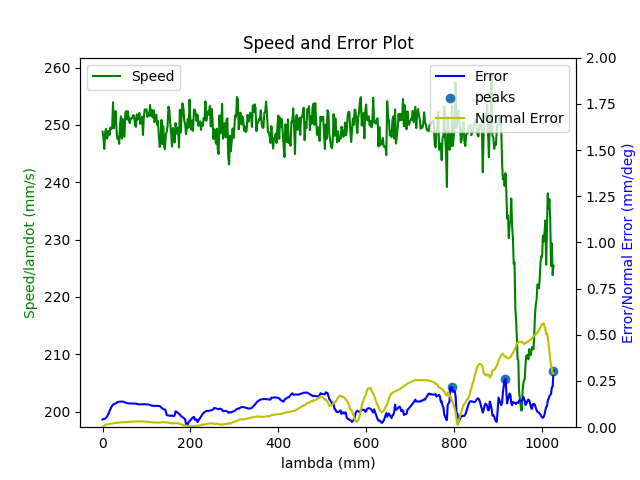 Speed and Error Plot
Speed
Error
peaks
Normal Error
260
250
240
230
220
210
200
2.00
1.75
1.50
1.25
1.00
0.75
0.50
0.25
0.00
0
200
400
600
800
1000
Speed/lamdot (mm/s)
Error/Normal Error (mm/deg)
lambda (mm)